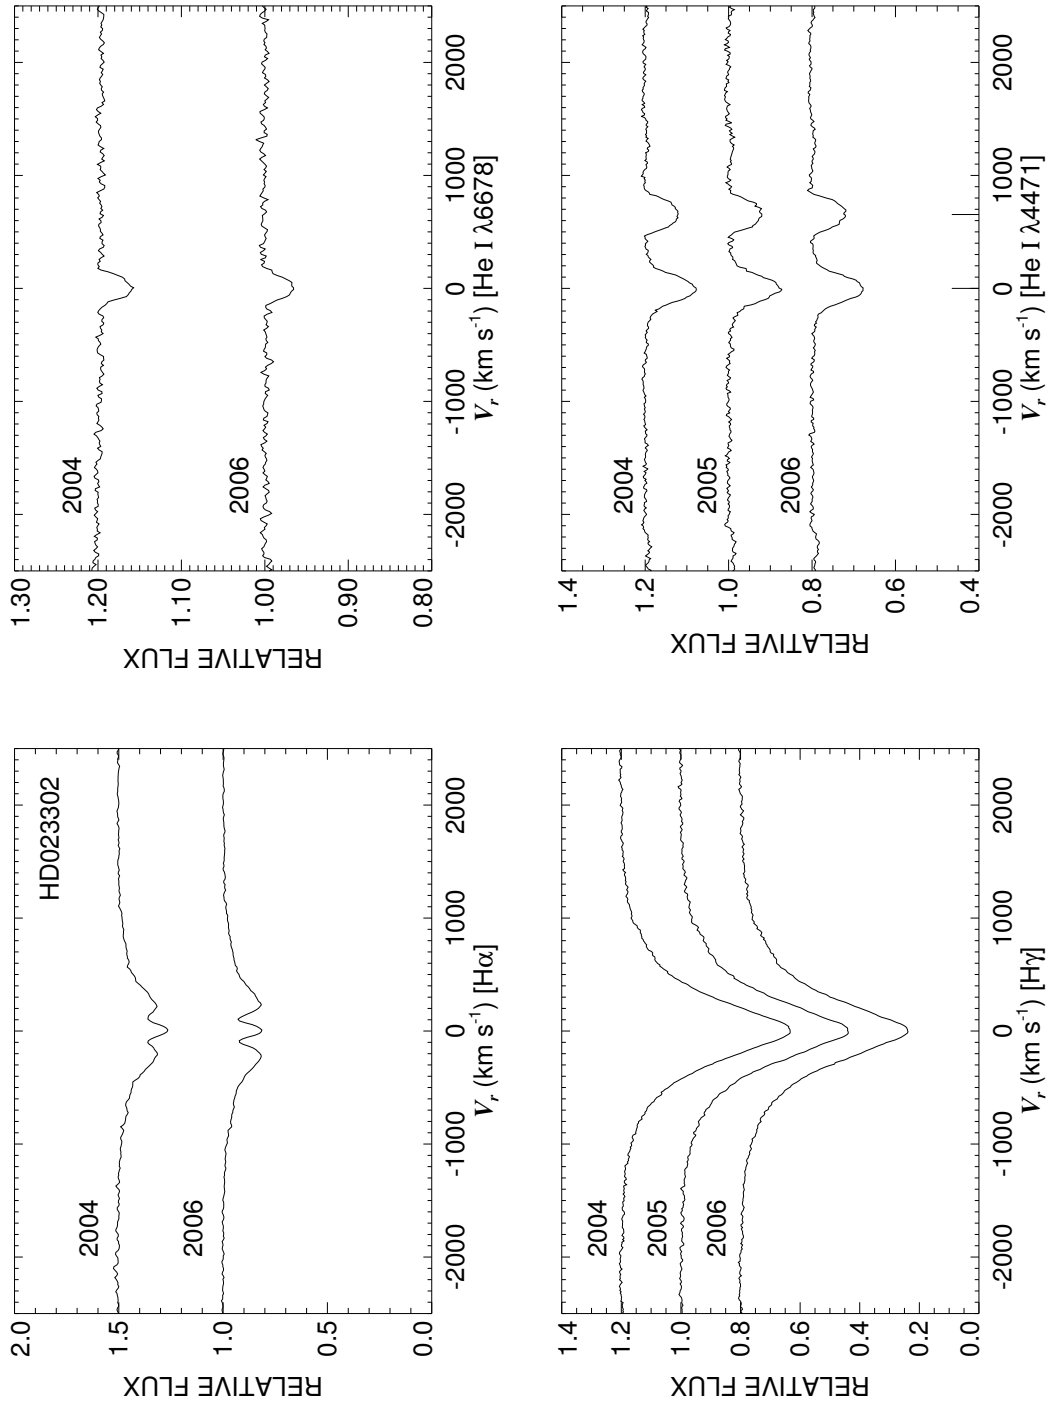 HD023302
2.0
1.5
1.0
0.5
0.0
RELATIVE FLUX
2004
2006
-2000 -1000 0 1000 2000
V_r (km s⁻¹) [Hα]
1.30
1.20
1.10
1.00
0.90
0.80
RELATIVE FLUX
2004
2006
-2000 -1000 0 1000 2000
V_r (km s⁻¹) [He I λ6678]
1.4
1.2
1.0
0.8
0.6
0.4
0.2
0.0
RELATIVE FLUX
2004
2005
2006
-2000 -1000 0 1000 2000
V_r (km s⁻¹) [Hγ]
1.4
1.2
1.0
0.8
0.6
0.4
RELATIVE FLUX
2004
2005
2006
-2000 -1000 0 1000 2000
V_r (km s⁻¹) [He I λ4471]